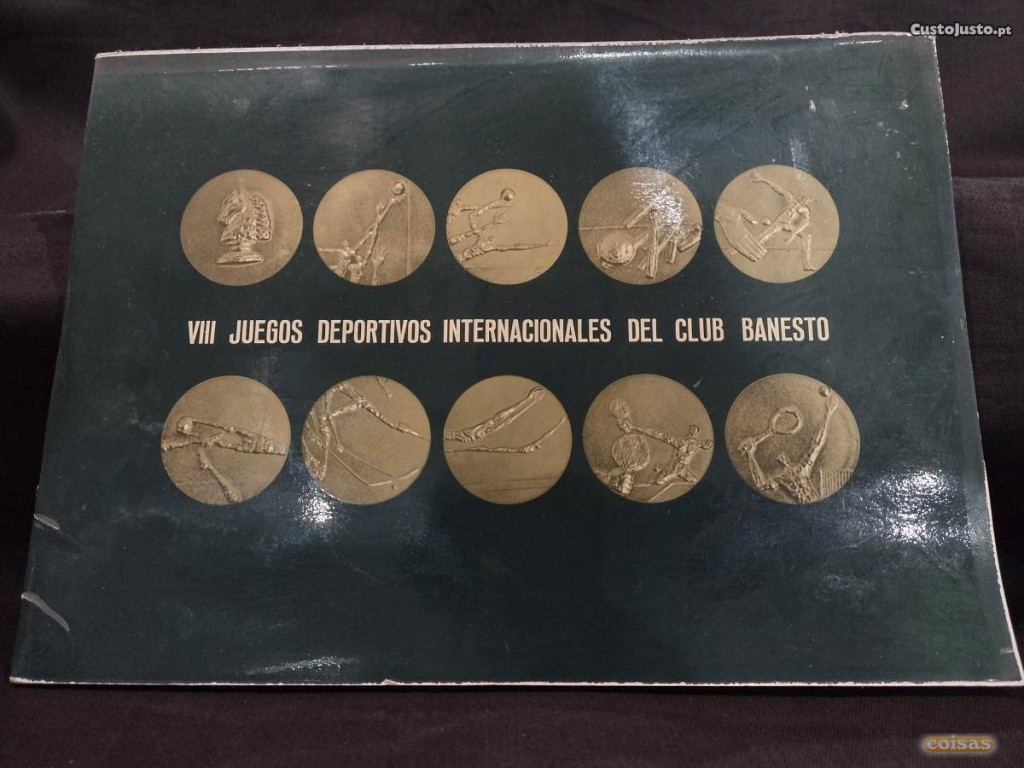 CustoJusto.pt
VIII JUEGOS DEPORTIVOS INTERNACIONALES DEL CLUB BANESTO
coisas